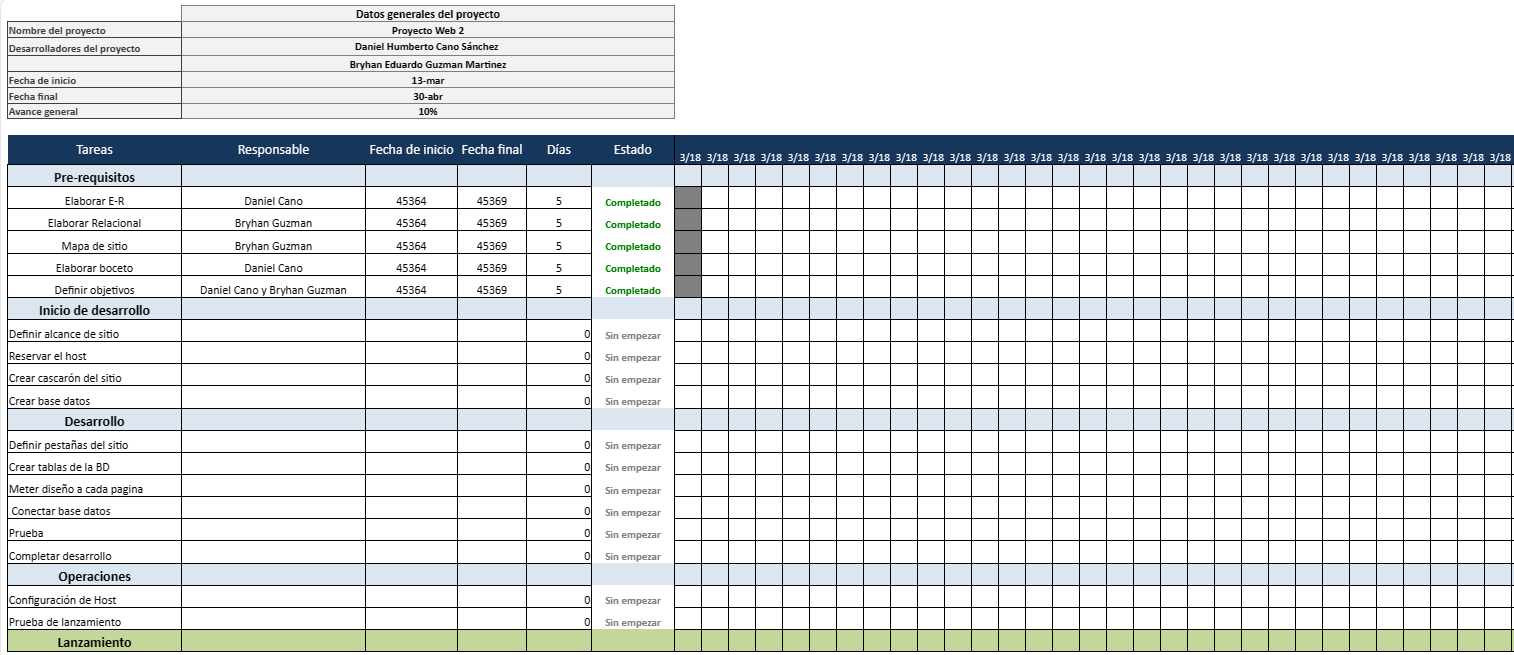 Datos generales del proyecto
Nombre del proyecto Proyecto Web 2
Desarrolladores del proyecto Daniel Humberto Cano Sánchez
Bryhan Eduardo Guzman Martinez
Fecha de inicio 13-mar
Fecha final 30-abr
Avance general 10%
Tareas Responsable Fecha de inicio Fecha final Días Estado 3/18 3/18 3/18 3/18 3/18 3/18 3/18 3/18 3/18 3/18 3/18 3/18 3/18 3/18 3/18 3/18 3/18 3/18 3/18 3/18 3/18 3/18 3/18 3/18 3/18 3/18 3/18 3/18 3/18 3/18 3/18
Pre-requisitos
Elaborar E-R Daniel Cano 45364 45369 5 Completado
Elaborar Relacional Bryhan Guzman 45364 45369 5 Completado
Mapa de sitio Bryhan Guzman 45364 45369 5 Completado
Elaborar boceto Daniel Cano 45364 45369 5 Completado
Definir objetivos Daniel Cano y Bryhan Guzman 45364 45369 5 Completado
Inicio de desarrollo
Definir alcance de sitio 0 Sin empezar
Reservar el host 0 Sin empezar
Crear cascarón del sitio 0 Sin empezar
Crear base datos 0 Sin empezar
Desarrollo
Definir pestañas del sitio 0 Sin empezar
Crear tablas de la BD 0 Sin empezar
Meter diseño a cada pagina 0 Sin empezar
Conectar base datos 0 Sin empezar
Prueba 0 Sin empezar
Completar desarrollo 0 Sin empezar
Operaciones
Configuración de Host 0 Sin empezar
Prueba de lanzamiento 0 Sin empezar
Lanzamiento